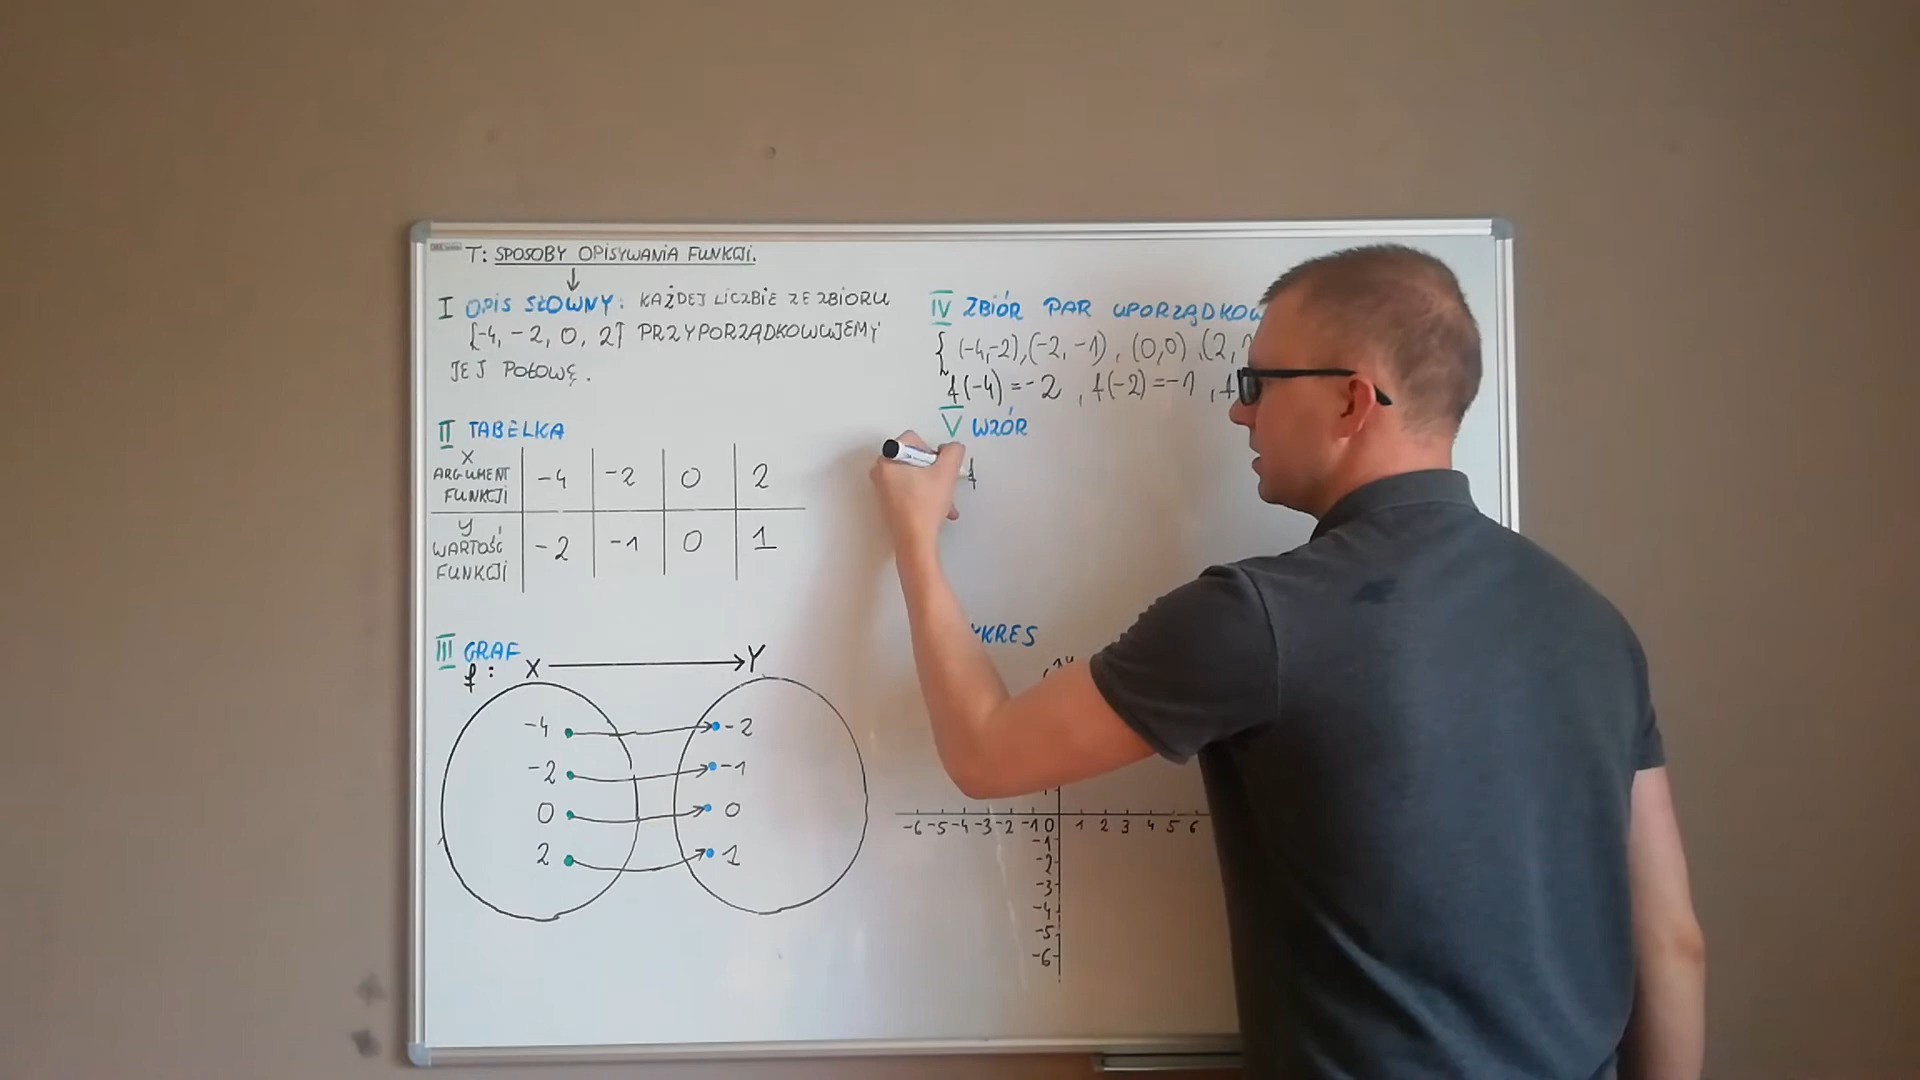 T: SPOSOBY OPISYWANIA FUNKCJI.
I OPIS SŁOWNY: KAŻDEJ LICZBIE ZE ZBIORU
{-4, -2, 0, 2} PRZYPORZĄDKOWUJEMY
JEJ POŁOWĘ.
II TABELKA
X ARGUMENT FUNKCJI -4 -2 0 2
Y WARTOŚĆ FUNKCJI -2 -1 0 1
III GRAF
f: X Y
-4 -2
-2 -1
0 0
2 1
IV ZBIÓR PAR
{(-4,-2),(-2,-1),(0,0),(2,
f(-4)=-2, f(-2)=-1, f
V WZÓR
f
YKRES
y
-6 -5 -4 -3 -2 -1 0 1 2 3 4 5 6
-1
-2
-3
-4
-5
-6